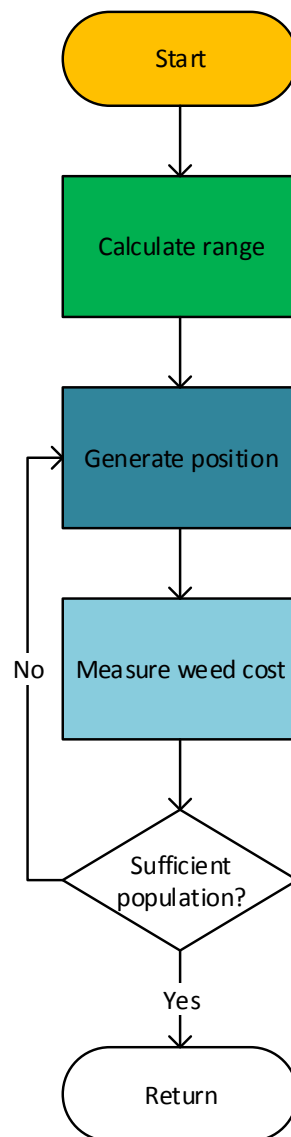 Start
Calculate range
Generate position
Measure weed cost
No
Sufficient
population?
Yes
Return